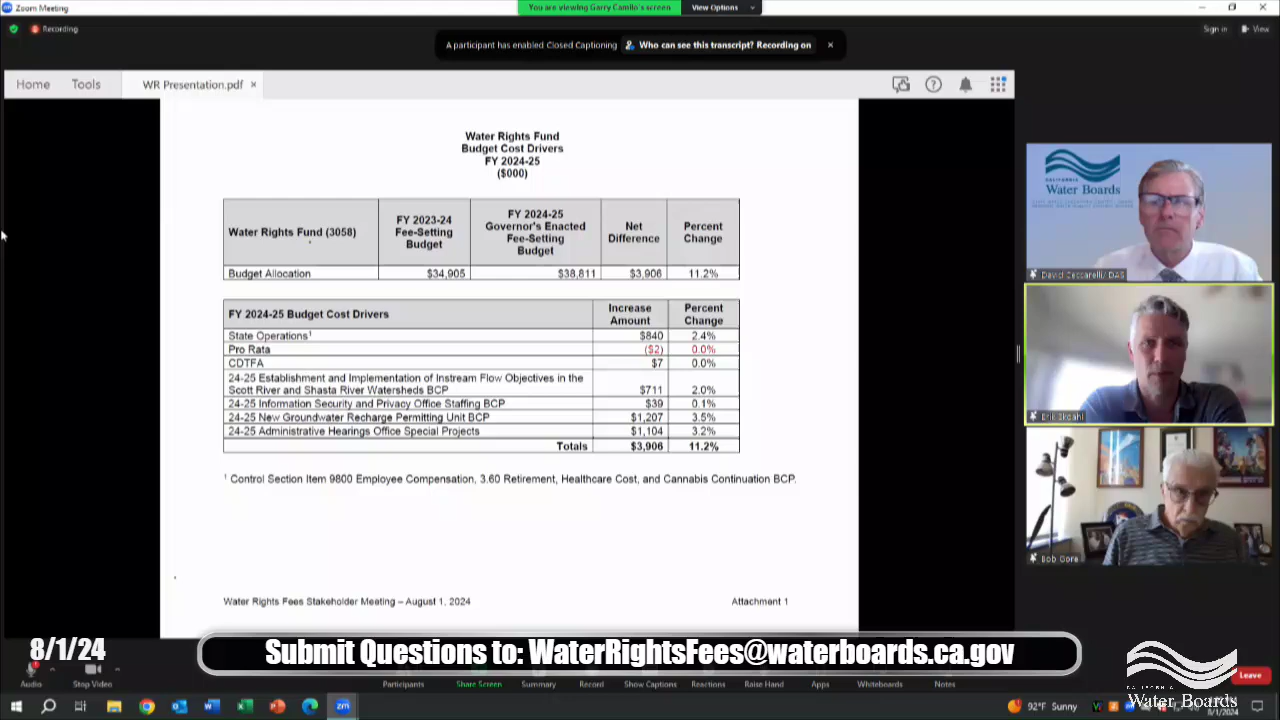 Zoom Meeting
You are viewing Garry Camilo's screen
View Options
Recording
A participant has enabled Closed Captioning
Who can see this transcript? Recording on
Sign in
View
Home
Tools
WR Presentation.pdf
Water Rights Fund
Budget Cost Drivers
FY 2024-25
($000)
Water Rights Fund (3058)
FY 2023-24
Fee-Setting
Budget
FY 2024-25
Governor's Enacted
Fee-Setting
Budget
Net
Difference
Percent
Change
Budget Allocation $34,905 $38,811 $3,906 11.2%
FY 2024-25 Budget Cost Drivers
Increase
Amount
Percent
Change
State Operations¹ $840 2.4%
Pro Rata ($2) 0.0%
CDTFA $7 0.0%
24-25 Establishment and Implementation of Instream Flow Objectives in the
Scott River and Shasta River Watersheds BCP $711 2.0%
24-25 Information Security and Privacy Office Staffing BCP $39 0.1%
24-25 New Groundwater Recharge Permitting Unit BCP $1,207 3.5%
24-25 Administrative Hearings Office Special Projects $1,104 3.2%
Totals $3,906 11.2%
¹ Control Section Item 9800 Employee Compensation, 3.60 Retirement, Healthcare Cost, and Cannabis Continuation BCP.
Water Rights Fees Stakeholder Meeting – August 1, 2024
Attachment 1
CALIFORNIA
Water Boards
David Ceccarelli/ DAS
Erik Ekdahl
Bob Gore
8/1/24
Submit Questions to: WaterRightsFees@waterboards.ca.gov
CALIFORNIA
Water Boards
Audio
Stop Video
Participants
Share Screen
Summary
Record
Show Captions
Reactions
Raise Hand
Apps
Whiteboards
Notes
Leave
92°F Sunny
8/1/2024